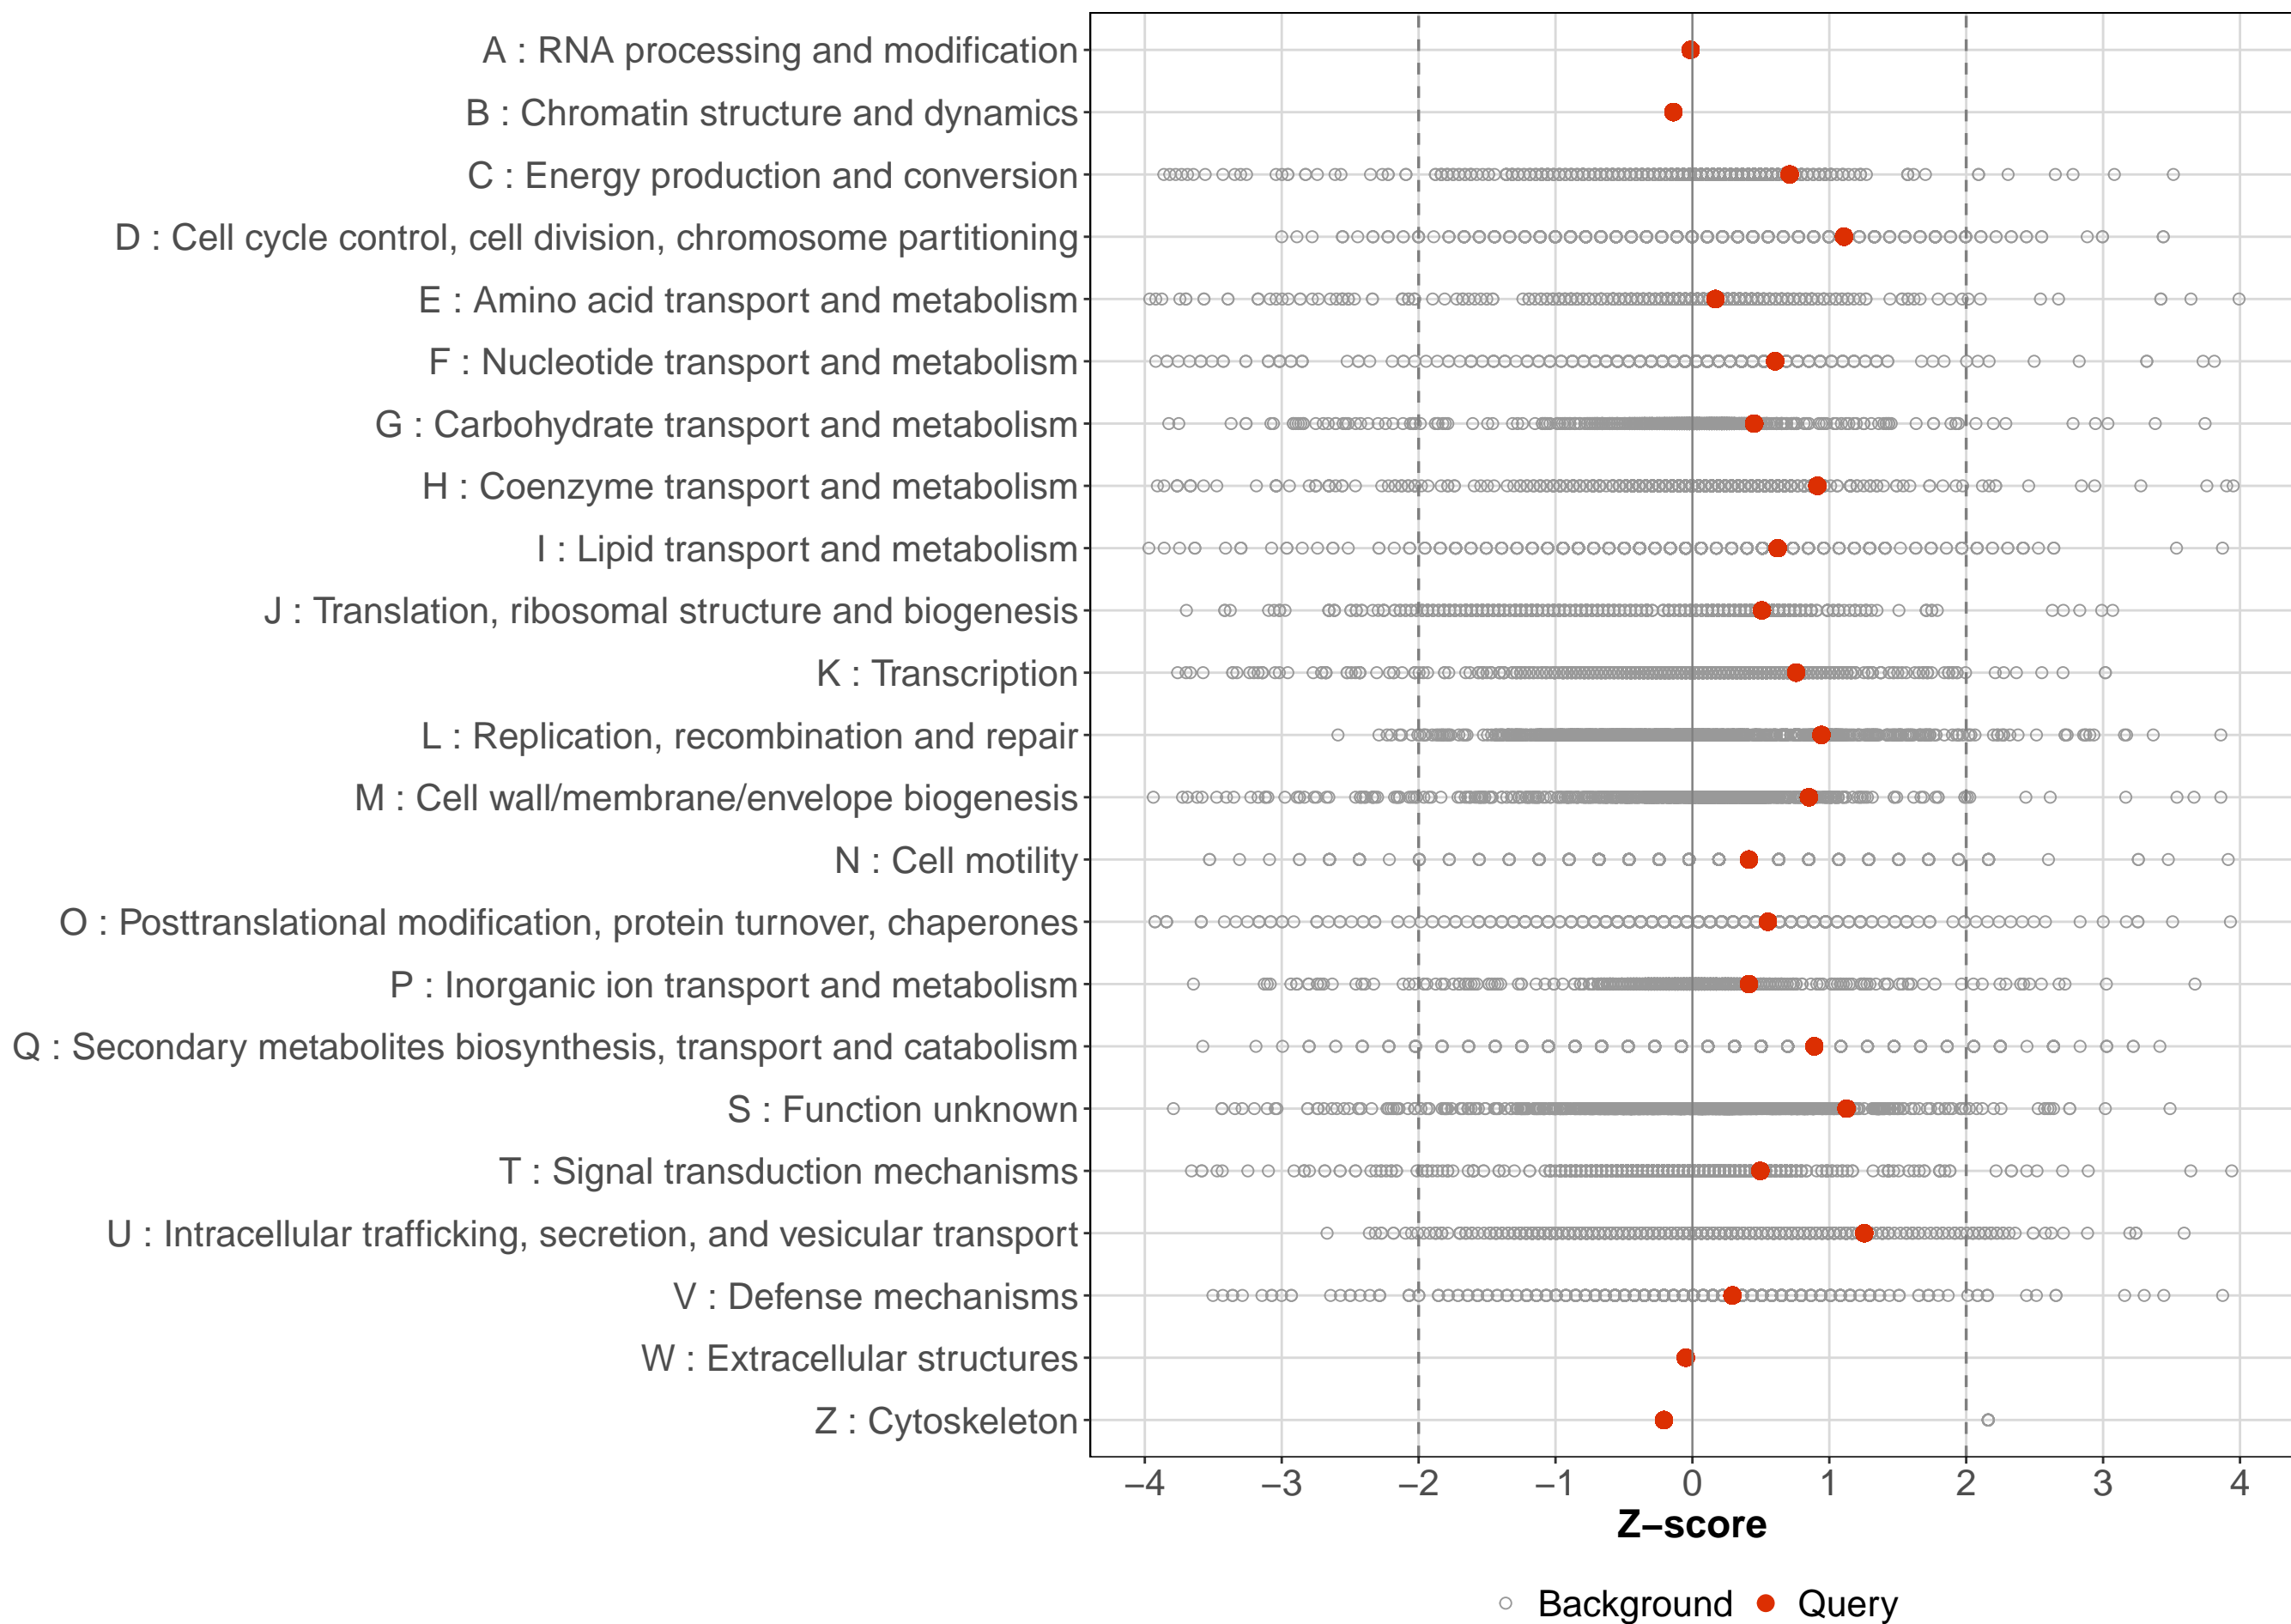 A : RNA processing and modification
B : Chromatin structure and dynamics
C : Energy production and conversion
D : Cell cycle control, cell division, chromosome partitioning
E : Amino acid transport and metabolism
F : Nucleotide transport and metabolism
G : Carbohydrate transport and metabolism
H : Coenzyme transport and metabolism
I : Lipid transport and metabolism
J : Translation, ribosomal structure and biogenesis
K : Transcription
L : Replication, recombination and repair
M : Cell wall/membrane/envelope biogenesis
N : Cell motility
O : Posttranslational modification, protein turnover, chaperones
P : Inorganic ion transport and metabolism
Q : Secondary metabolites biosynthesis, transport and catabolism
S : Function unknown
T : Signal transduction mechanisms
U : Intracellular trafficking, secretion, and vesicular transport
V : Defense mechanisms
W : Extracellular structures
Z : Cytoskeleton
−4 −3 −2 −1 0 1 2 3 4
Z−score
Background Query